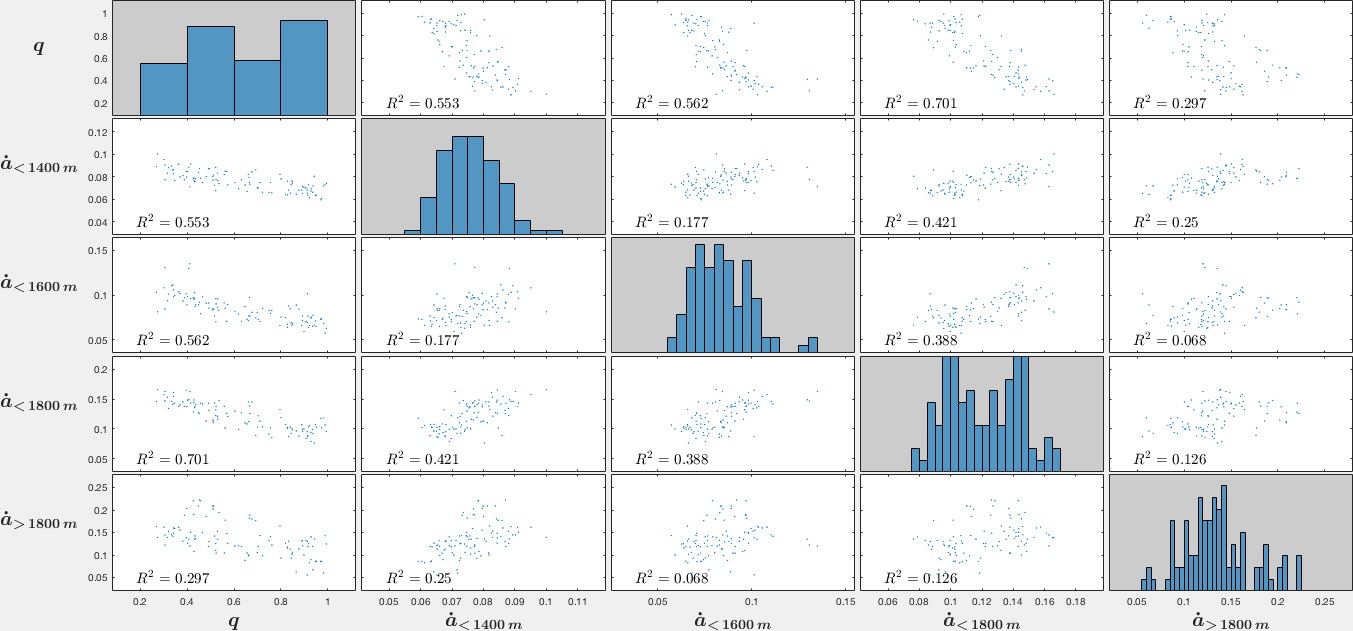 q
1
0.8
0.6
0.4
0.2
R² = 0.553
R² = 0.562
R² = 0.701
R² = 0.297
ȧ< 1400 m
0.12
0.1
0.08
0.06
0.04
R² = 0.553
R² = 0.177
R² = 0.421
R² = 0.25
ȧ< 1600 m
0.15
0.1
0.05
R² = 0.562
R² = 0.177
R² = 0.388
R² = 0.068
ȧ< 1800 m
0.2
0.15
0.1
0.05
R² = 0.701
R² = 0.421
R² = 0.388
R² = 0.126
ȧ> 1800 m
0.25
0.2
0.15
0.1
0.05
R² = 0.297
R² = 0.25
R² = 0.068
R² = 0.126
0.2 0.4 0.6 0.8 1
0.05 0.06 0.07 0.08 0.09 0.1 0.11
0.05 0.1 0.15
0.06 0.08 0.1 0.12 0.14 0.16 0.18
0.05 0.1 0.15 0.2 0.25
q
ȧ< 1400 m
ȧ< 1600 m
ȧ< 1800 m
ȧ> 1800 m